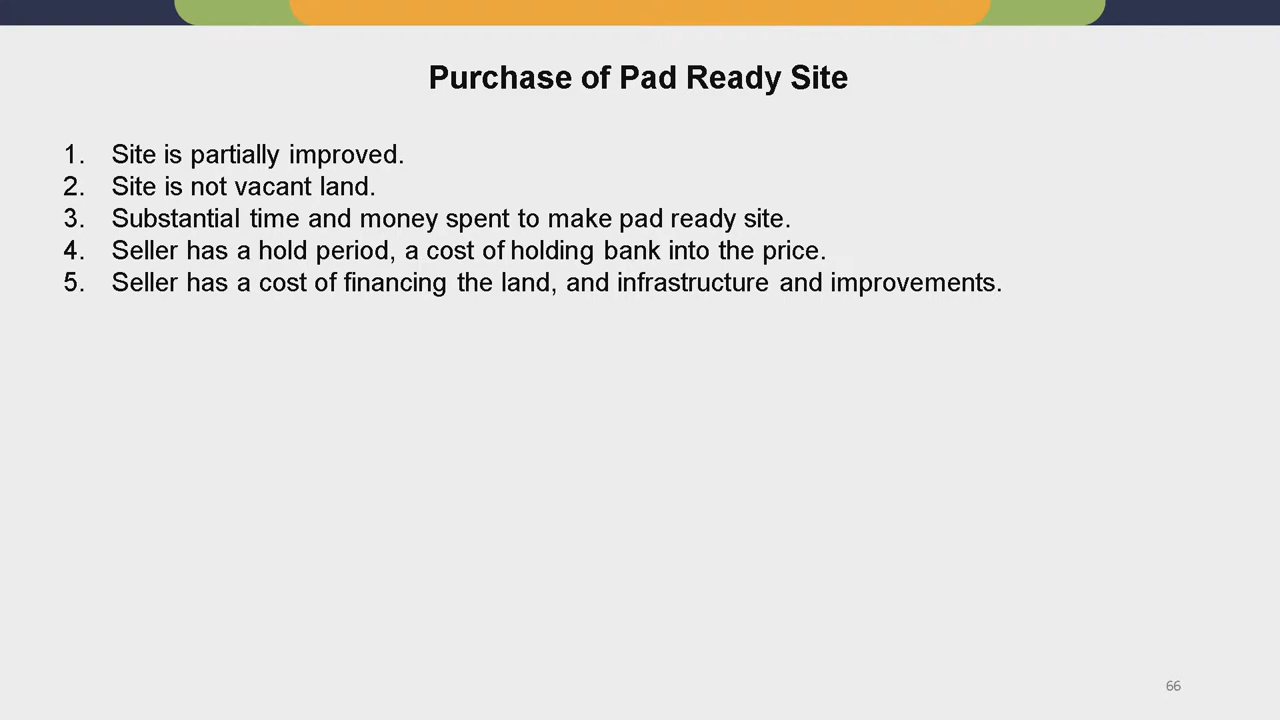 Purchase of Pad Ready Site
1. Site is partially improved.
2. Site is not vacant land.
3. Substantial time and money spent to make pad ready site.
4. Seller has a hold period, a cost of holding bank into the price.
5. Seller has a cost of financing the land, and infrastructure and improvements.
66